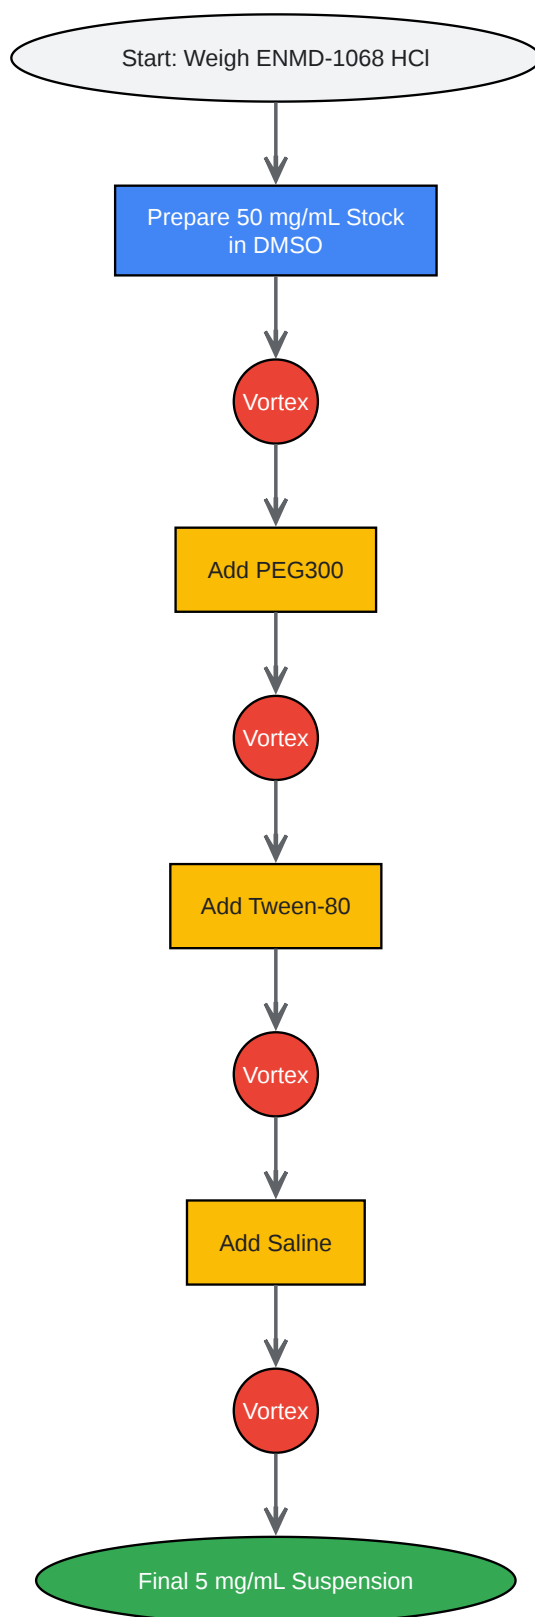 Start: Weigh ENMD-1068 HCl
Prepare 50 mg/mL Stock
in DMSO
Vortex
Add PEG300
Vortex
Add Tween-80
Vortex
Add Saline
Vortex
Final 5 mg/mL Suspension